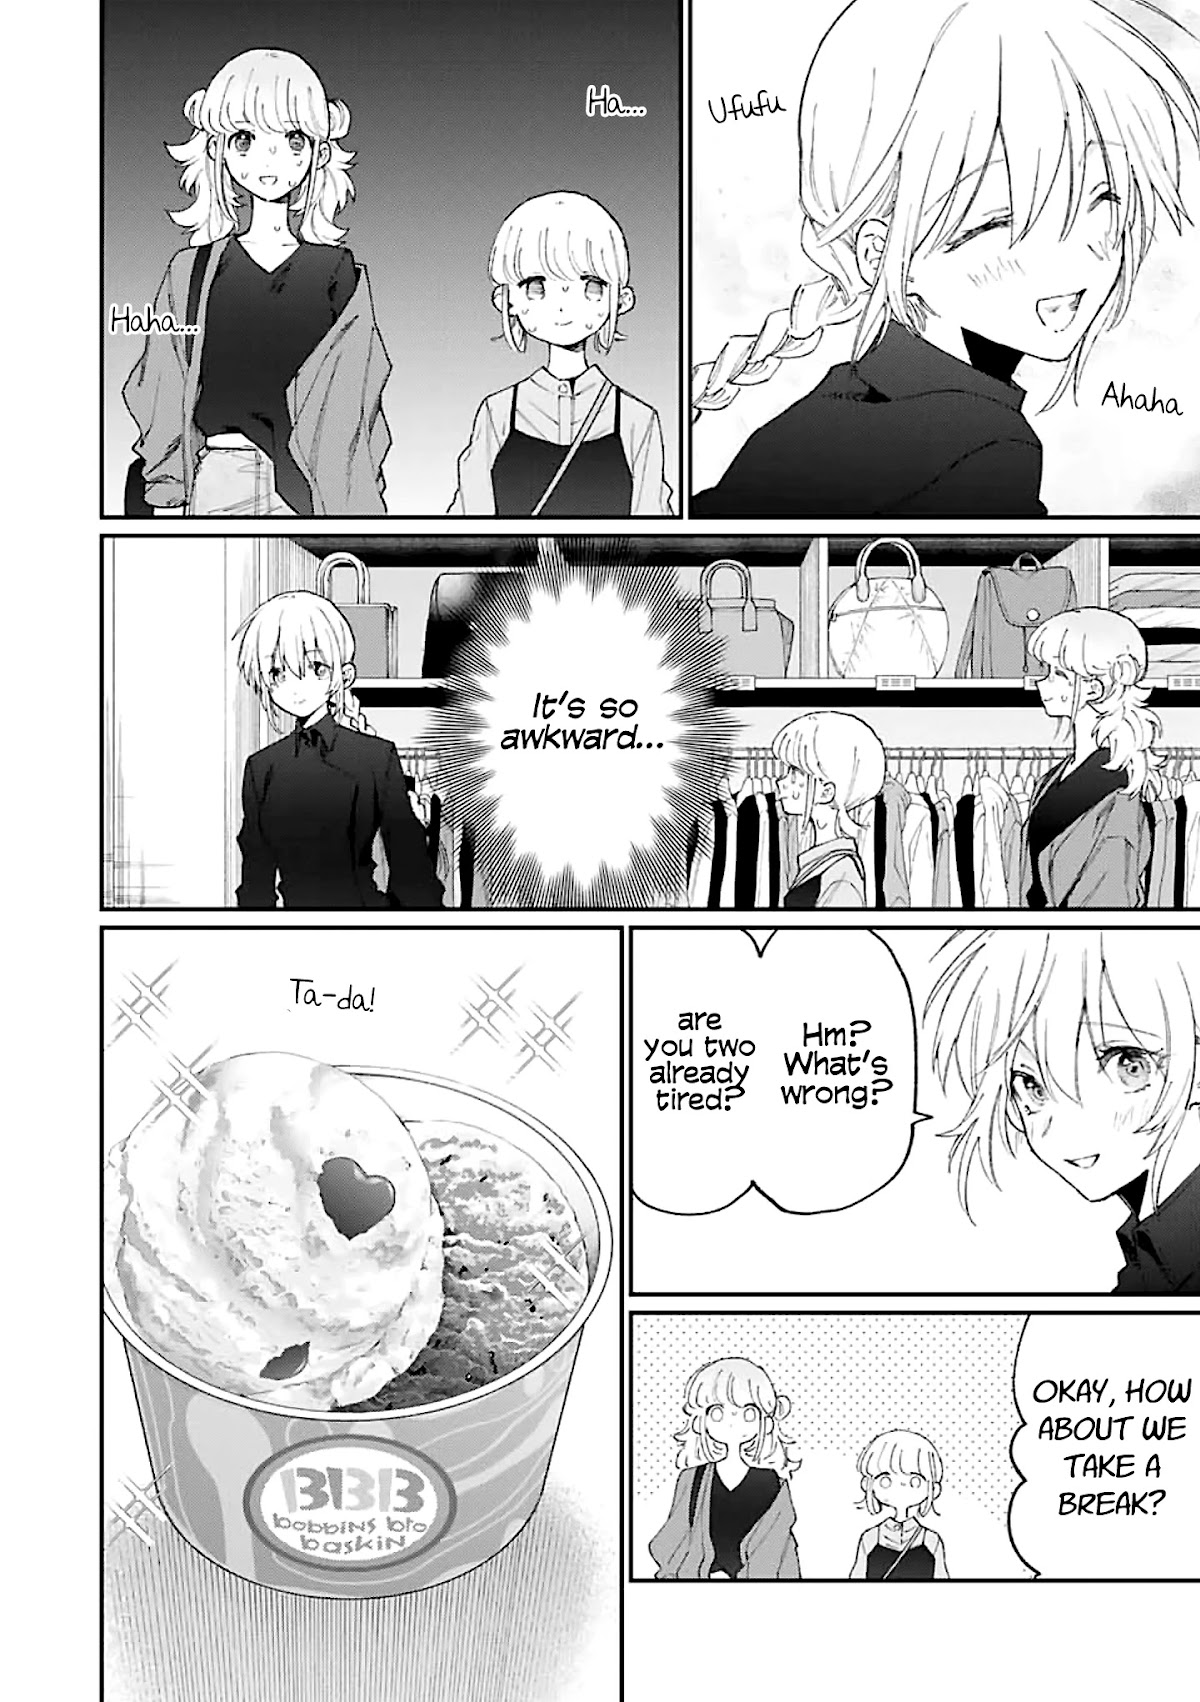 Ufufu
Ahaha
Ha...
Haha...
It's so
awkward...
Hm?
What's
wrong?
are
you two
already
tired?
OKAY, HOW
ABOUT WE
TAKE A
BREAK?
Ta-da!
BBB
bobbins bro
baskin